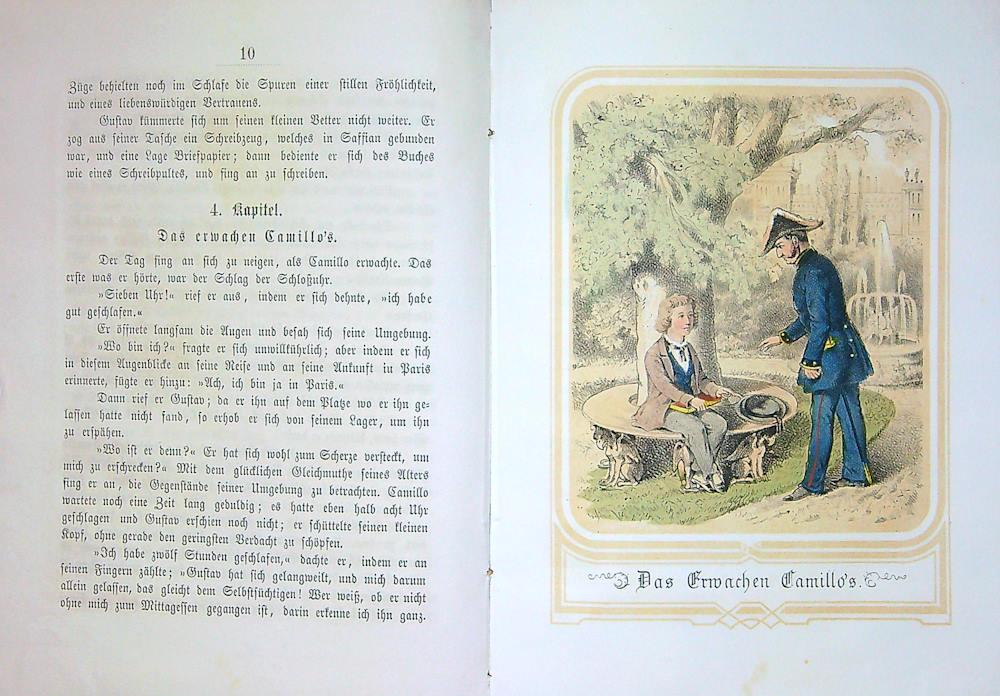 10
Züge behielten noch im Schlafe die Spuren einer stillen Fröhlichkeit,
und eines liebenswürdigen Vertrauens.
Gustav kümmerte sich um seinen kleinen Vetter nicht weiter. Er
zog aus seiner Tasche ein Schreibzeug, welches in Saffian gebunden
war, und eine Lage Briefpapier; dann bediente er sich des Buches
wie eines Schreibpultes, und fing an zu schreiben.
4. Kapitel.
Das erwachen Camillo's.
Der Tag fing an sich zu neigen, als Camillo erwachte. Das
erste was er hörte, war der Schlag der Schloßuhr.
»Sieben Uhr!« rief er aus, indem er sich dehnte, »ich habe
gut geschlafen.«
Er öffnete langsam die Augen und besah sich seine Umgebung.
»Wo bin ich?« fragte er sich unwillkührlich; aber indem er sich
in diesem Augenblicke an seine Reise und an seine Ankunft in Paris
erinnerte, fügte er hinzu: »Ach, ich bin ja in Paris.«
Dann rief er Gustav; da er ihn auf dem Platze wo er ihn ge-
lassen hatte nicht fand, so erhob er sich von seinem Lager, um ihn
zu erspähen.
»Wo ist er denn?« Er hat sich wohl zum Scherze versteckt, um
mich zu erschrecken?« Mit dem glücklichen Gleichmuthe seines Alters
fing er an, die Gegenstände seiner Umgebung zu betrachten. Camillo
wartete noch eine Zeit lang geduldig; es hatte eben halb acht Uhr
geschlagen und Gustav erschien noch nicht; er schüttelte seinen kleinen
Kopf, ohne gerade den geringsten Verdacht zu schöpfen.
»Ich habe zwölf Stunden geschlafen,« dachte er, indem er an
seinen Fingern zählte; »Gustav hat sich gelangweilt, und mich darum
allein gelassen, das gleicht dem Selbstsüchtigen! Wer weiß, ob er nicht
ohne mich zum Mittagessen gegangen ist, darin erkenne ich ihn ganz.
Das Erwachen Camillo's.